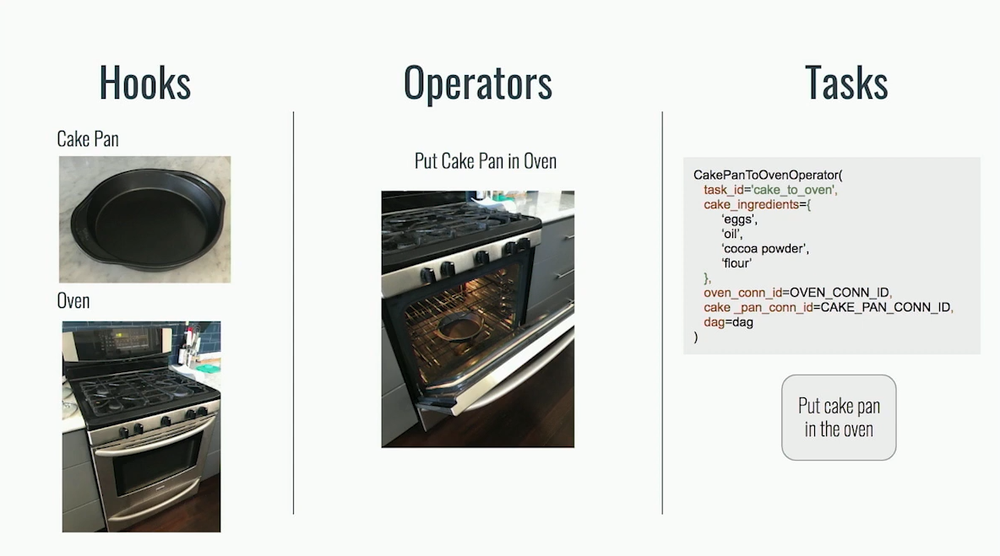 Hooks
Cake Pan
Oven
Operators
Put Cake Pan in Oven
Tasks
CakePanToOvenOperator(
task_id='cake_to_oven',
cake_ingredients={
'eggs',
'oil',
'cocoa powder',
'flour'
},
oven_conn_id=OVEN_CONN_ID,
cake _pan_conn_id=CAKE_PAN_CONN_ID,
dag=dag
)
Put cake pan
in the oven